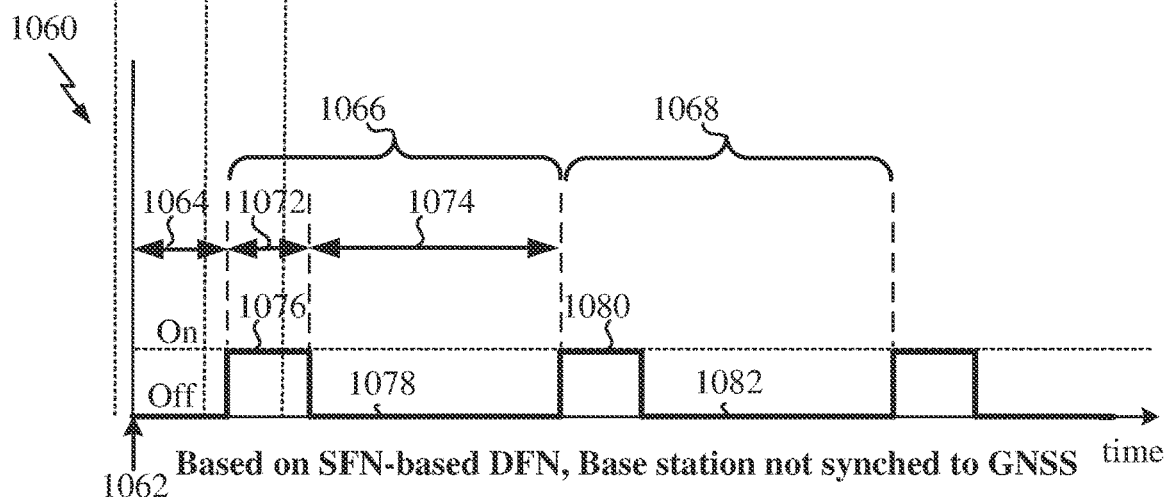 1060
1066
1068
1064
1072
1074
1076
1080
On
Off
1078
1082
time
1062
Based on SFN-based DFN, Base station not synched to GNSS